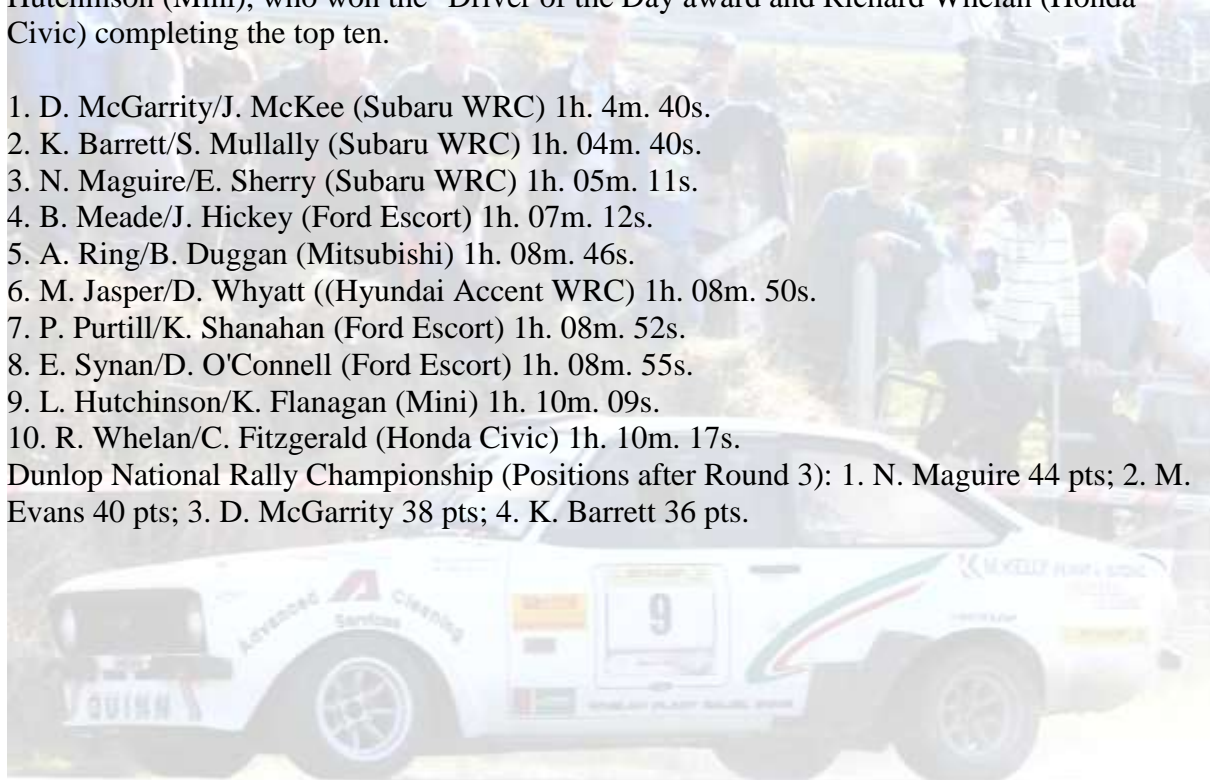 Hutchinson (Mini), who won the "Driver of the Day award and Richard Whelan (Honda
Civic) completing the top ten.
1. D. McGarrity/J. McKee (Subaru WRC) 1h. 4m. 40s.
2. K. Barrett/S. Mullally (Subaru WRC) 1h. 04m. 40s.
3. N. Maguire/E. Sherry (Subaru WRC) 1h. 05m. 11s.
4. B. Meade/J. Hickey (Ford Escort) 1h. 07m. 12s.
5. A. Ring/B. Duggan (Mitsubishi) 1h. 08m. 46s.
6. M. Jasper/D. Whyatt ((Hyundai Accent WRC) 1h. 08m. 50s.
7. P. Purtill/K. Shanahan (Ford Escort) 1h. 08m. 52s.
8. E. Synan/D. O'Connell (Ford Escort) 1h. 08m. 55s.
9. L. Hutchinson/K. Flanagan (Mini) 1h. 10m. 09s.
10. R. Whelan/C. Fitzgerald (Honda Civic) 1h. 10m. 17s.
Dunlop National Rally Championship (Positions after Round 3): 1. N. Maguire 44 pts; 2. M.
Evans 40 pts; 3. D. McGarrity 38 pts; 4. K. Barrett 36 pts.
Advanced Cleaning
Services
9
QUINN